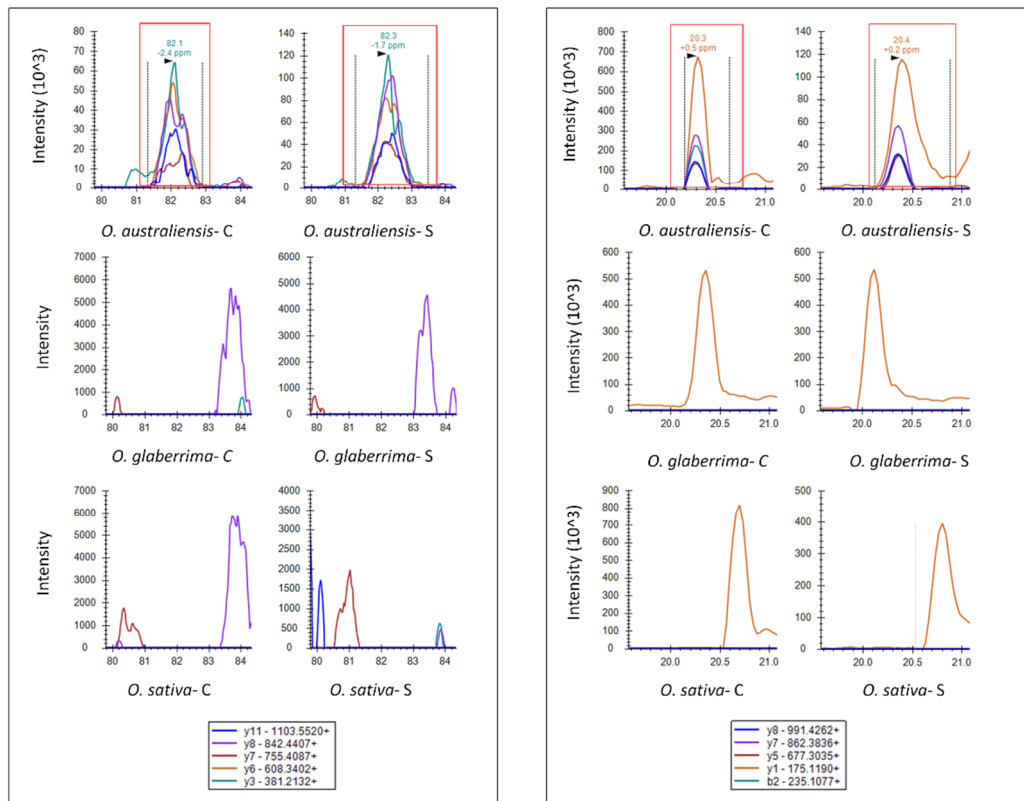 Intensity (10^3)
80
70
60
50
40
30
20
10
0
82.1
-2.4 ppm
80 81 82 83 84
O. australiensis- C
140
120
100
80
60
40
20
0
82.3
-1.7 ppm
80 81 82 83 84
O. australiensis- S
Intensity
7000
6000
5000
4000
3000
2000
1000
0
80 81 82 83 84
O. glaberrima- C
6000
5000
4000
3000
2000
1000
0
80 81 82 83 84
O. glaberrima- S
Intensity
7000
6000
5000
4000
3000
2000
1000
0
80 81 82 83 84
O. sativa- C
4000
3500
3000
2500
2000
1500
1000
500
0
80 81 82 83 84
O. sativa- S
y11 - 1103.5520+
y8 - 842.4407+
y7 - 755.4087+
y6 - 608.3402+
y3 - 381.2132+
Intensity (10^3)
800
700
600
500
400
300
200
100
0
20.3
+0.5 ppm
20.0 20.5 21.0
O. australiensis- C
140
120
100
80
60
40
20
0
20.4
+0.2 ppm
20.0 20.5 21.0
O. australiensis- S
Intensity (10^3)
600
500
400
300
200
100
0
20.0 20.5 21.0
O. glaberrima- C
600
500
400
300
200
100
0
20.0 20.5 21.0
O. glaberrima- S
Intensity (10^3)
900
800
700
600
500
400
300
200
100
0
20.0 20.5 21.0
O. sativa- C
500
400
300
200
100
0
20.0 20.5 21.0
O. sativa- S
y8 - 991.4262+
y7 - 862.3836+
y5 - 677.3035+
y1 - 175.1190+
b2 - 235.1077+